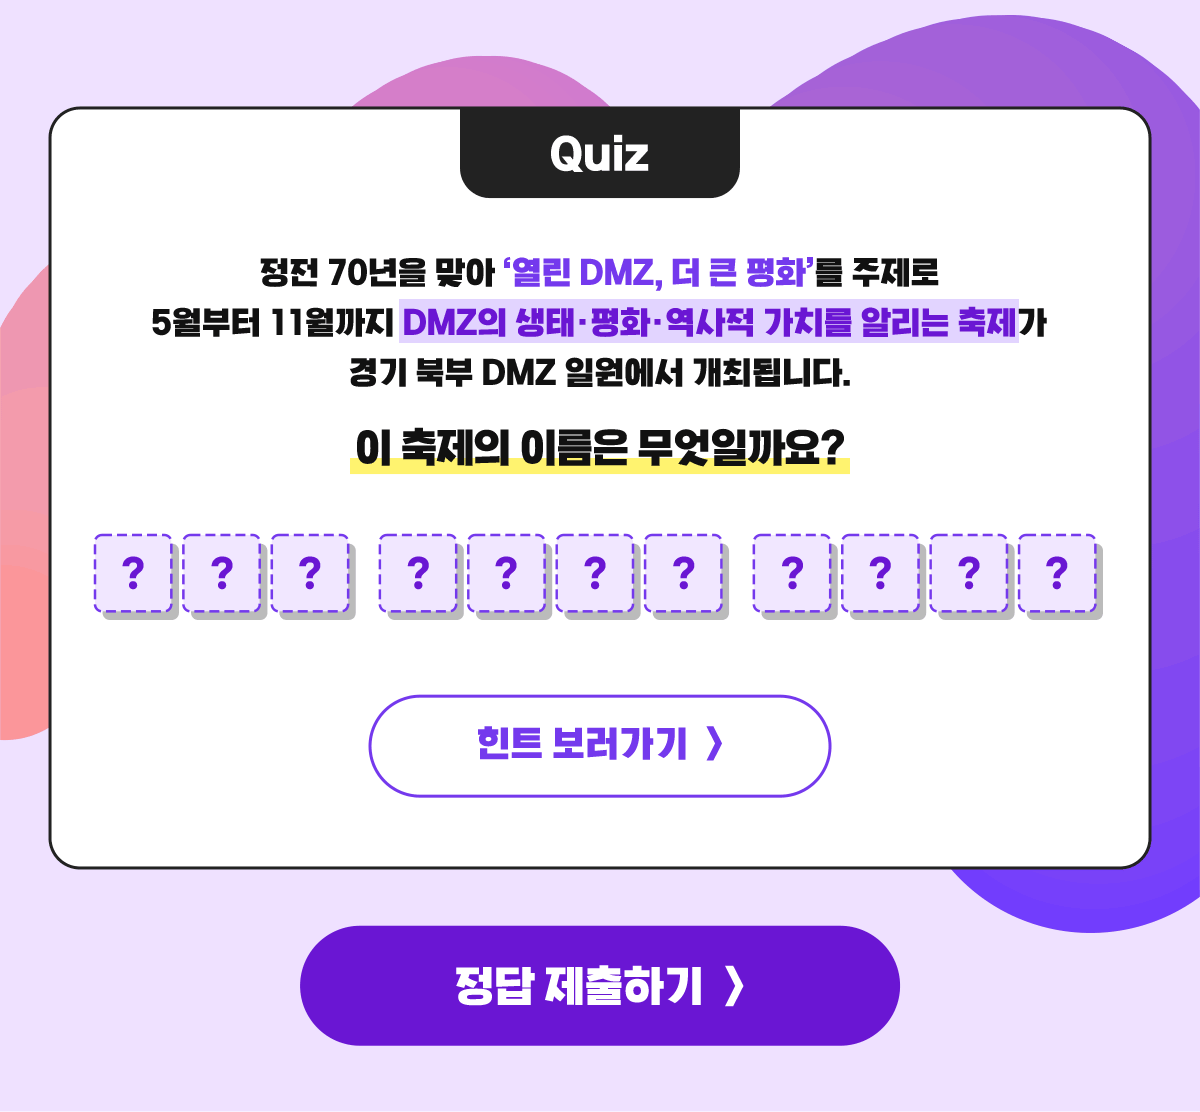 Quiz
정전 70년을 맞아 ‘열린 DMZ, 더 큰 평화’를 주제로
5월부터 11월까지 DMZ의 생태·평화·역사적 가치를 알리는 축제가
경기 북부 DMZ 일원에서 개최됩니다.
이 축제의 이름은 무엇일까요?
? ? ? ? ? ? ? ? ? ? ?
힌트 보러가기 〉
정답 제출하기 〉